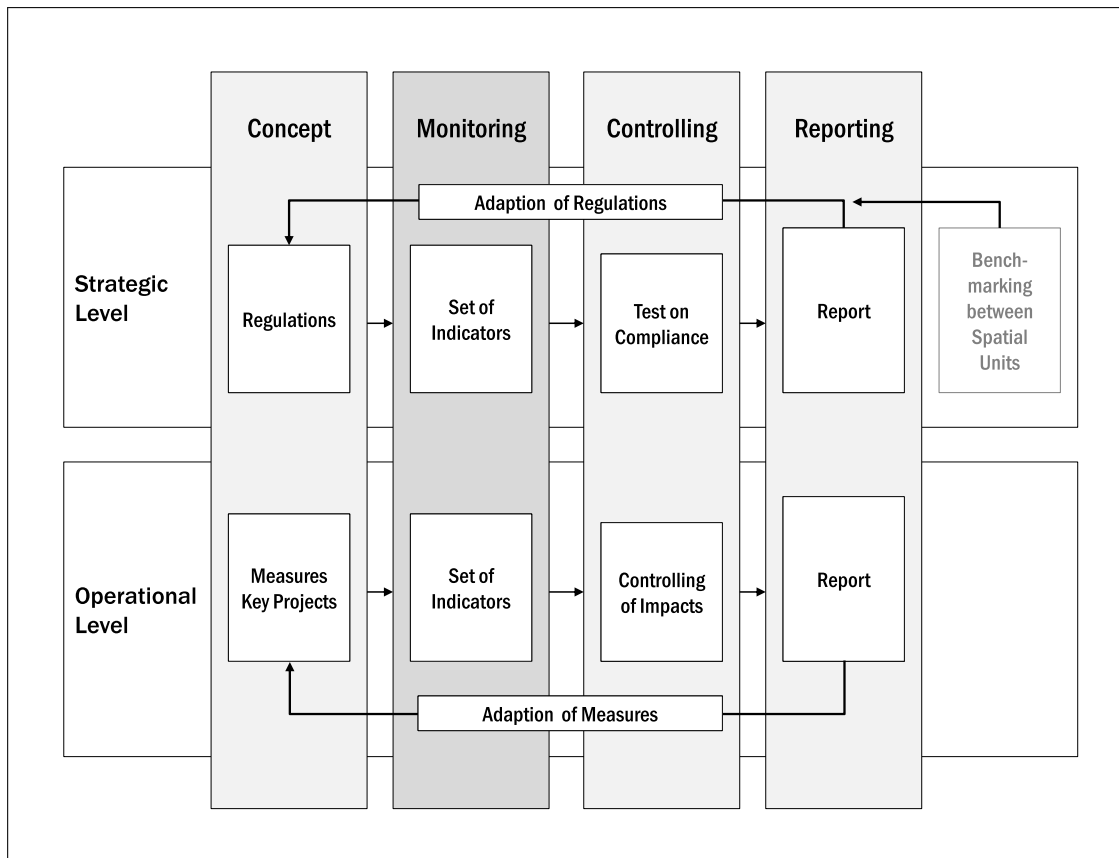 Concept
Monitoring
Controlling
Reporting
Adaption of Regulations
Strategic
Level
Regulations
Set of
Indicators
Test on
Compliance
Report
Bench-
marking
between
Spatial
Units
Operational
Level
Measures
Key Projects
Set of
Indicators
Controlling
of Impacts
Report
Adaption of Measures